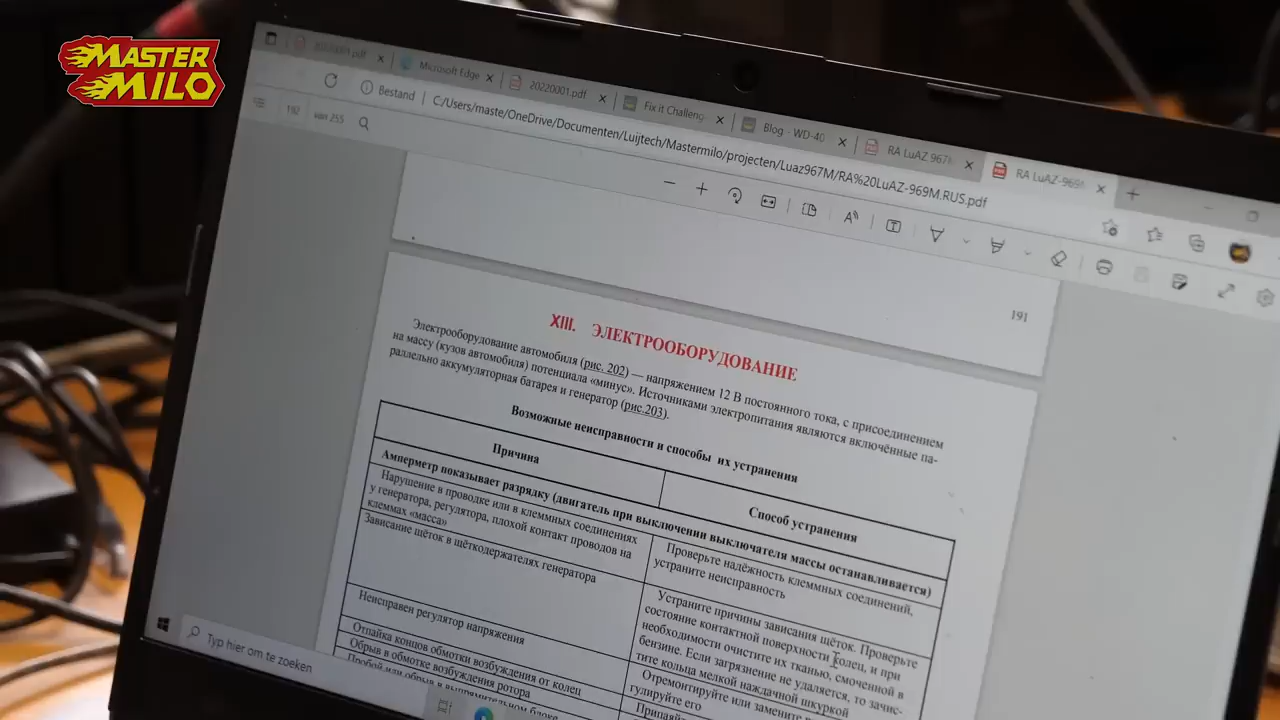 MASTER
MILO
Microsoft Edge
20220001.pdf
Fix it Challeng
Blog - WD-40
RA LuAZ 967
RA LuAZ-969
Bestand
C:/Users/maste/OneDrive/Documenten/Luijtech/Mastermilo/projecten/Luaz967M/RA%20LuAZ-969M.RUS.pdf
192
van 255
191
XIII. ЭЛЕКТРООБОРУДОВАНИЕ
Электрооборудование автомобиля (рис. 202) — напряжением 12 В постоянного тока, с присоединением
на массу (кузов автомобиля) потенциала «минус». Источниками электропитания являются включённые па-
раллельно аккумуляторная батарея и генератор (рис.203).
Возможные неисправности и способы их устранения
Причина
Способ устранения
Амперметр показывает разрядку (двигатель при выключении выключателя массы останавливается)
Нарушение в проводке или в клеммных соединениях
у генератора, регулятора, плохой контакт проводов на
клеммах «масса»
Проверьте надёжность клеммных соединений,
устраните неисправность
Зависание щёток в щёткодержателях генератора
Устраните причины зависания щёток. Проверьте
состояние контактной поверхности колец, и при
необходимости очистите их тканью, смоченной в
бензине. Если загрязнение не удаляется, то зачис-
тите кольца мелкой наждачной шкуркой
Неисправен регулятор напряжения
Отремонтируйте или замените
гулируйте его
Отпайка концов обмотки возбуждения от колец
Обрыв в обмотке возбуждения ротора
Пробой или обрыв в выпрямительном блоке
Typ hier om te zoeken